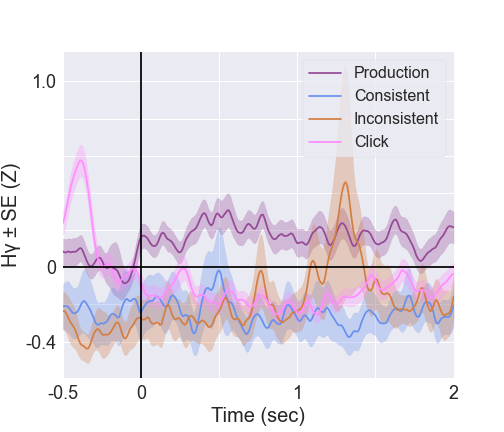 Production
Consistent
Inconsistent
Click
1.0
0
-0.4
Hγ ± SE (Z)
-0.5 0 1 2
Time (sec)